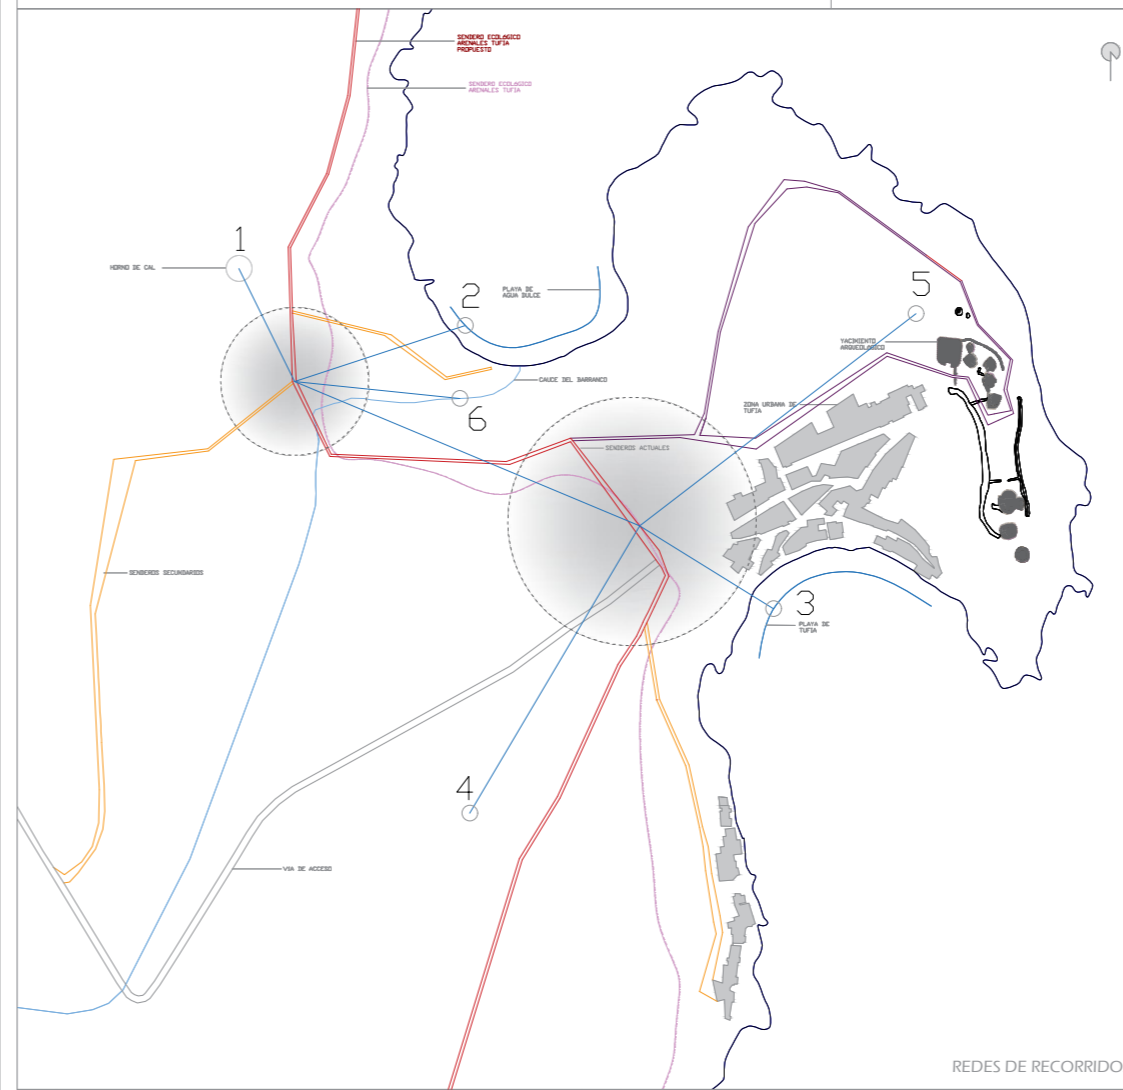 SENDERO ECOLóGICO
ARENALES TUFIA
PROPUESTO
SENDERO ECOLóGICO
ARENALES TUFIA
1
HORNO DE CAL
PLAYA DE
AGUA DULCE
2
5
YACIMIENTO
ARQUEOLóGICO
CAUCE DEL BARRANCO
6
ZONA URBANA DE
TUFIA
SENDEROS ACTUALES
SENDEROS SECUNDARIOS
3
PLAYA DE
TUFIA
4
VIA DE ACCESO
REDES DE RECORRIDO